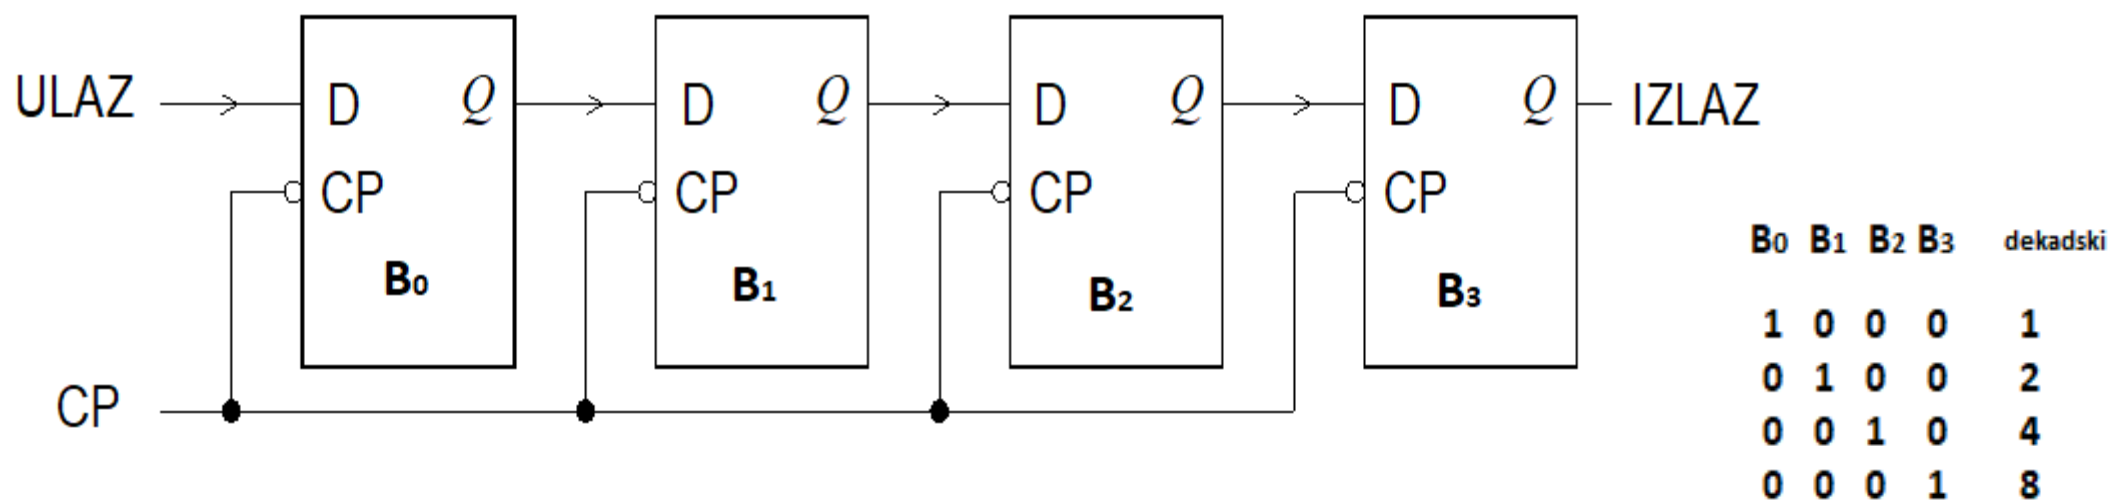 ULAZ D Q D Q D Q D Q IZLAZ
CP CP CP CP
B0 B1 B2 B3
CP
B0 B1 B2 B3 dekadski
1 0 0 0 1
0 1 0 0 2
0 0 1 0 4
0 0 0 1 8